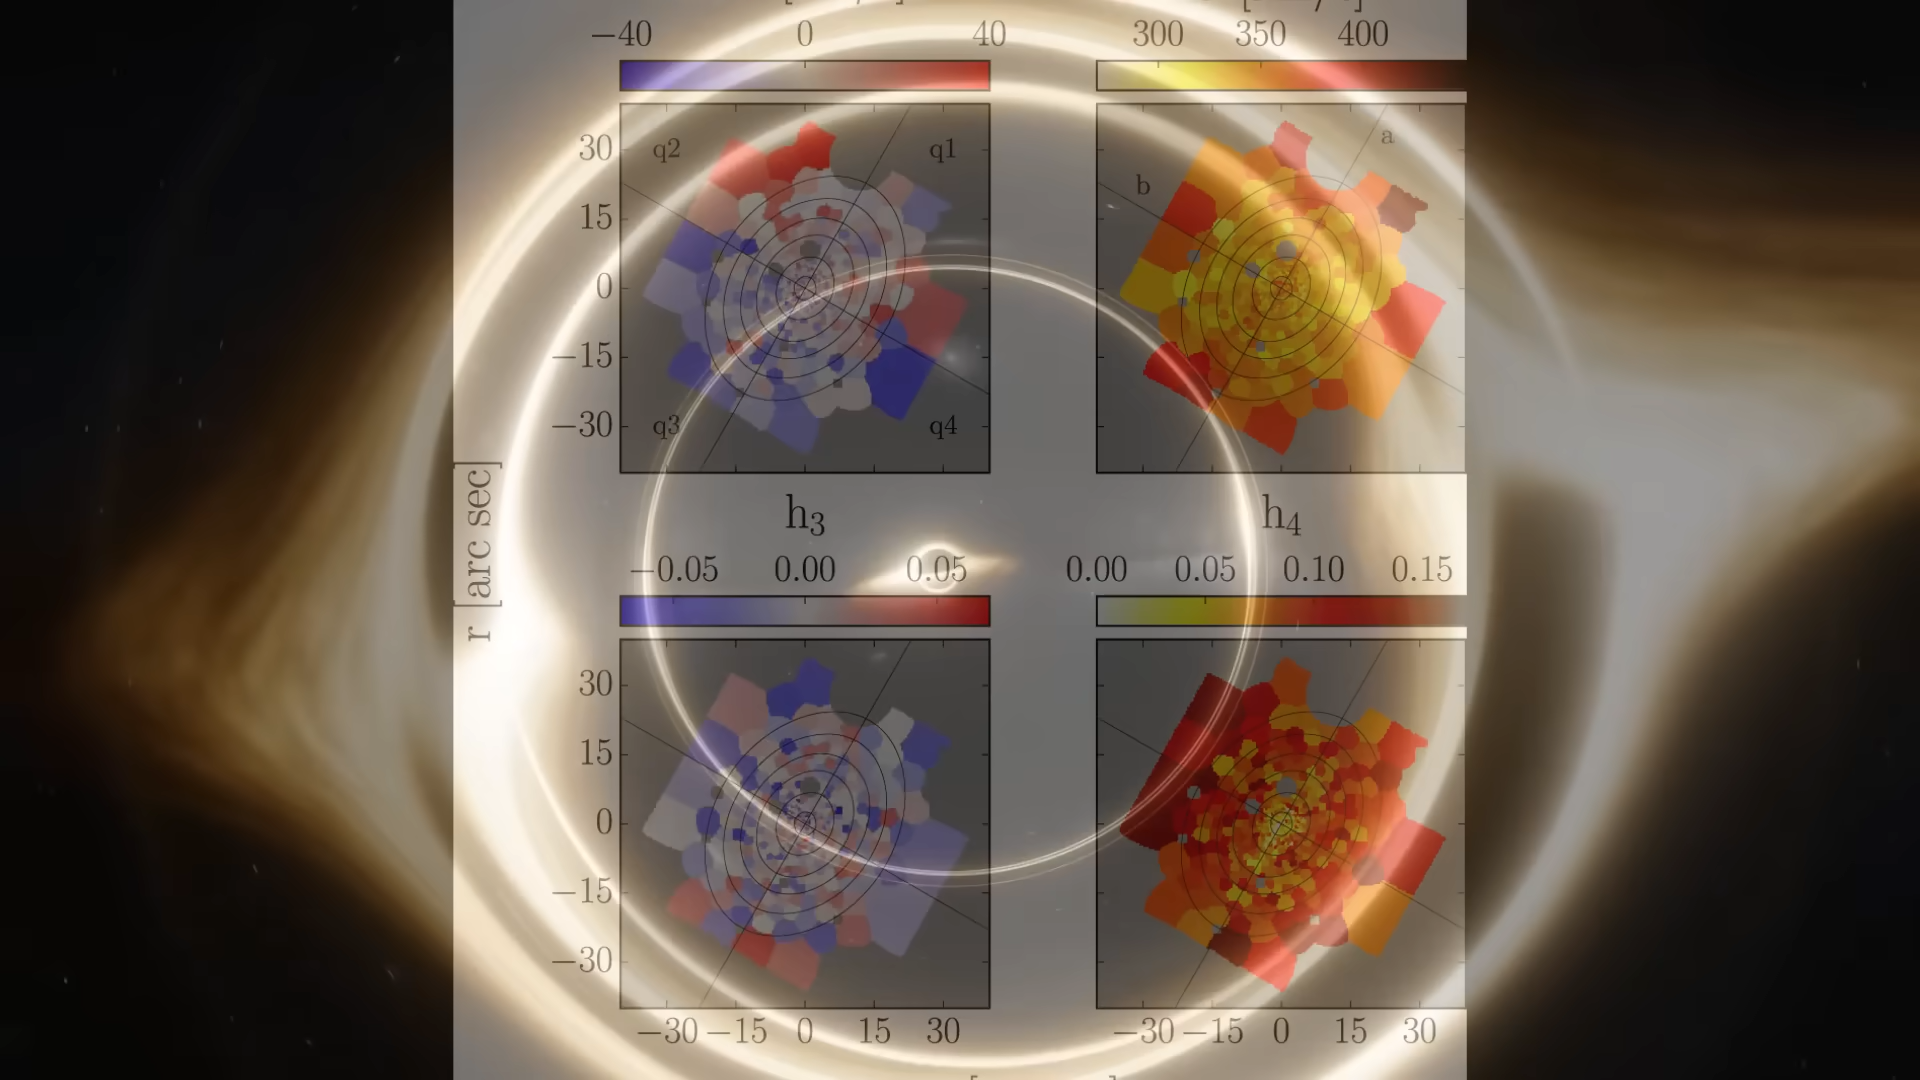 −40 0 40 300 350 400
30 q2 q1 b a
15
0
−15
−30 q3 q4
r [arc sec]
h3 h4
−0.05 0.00 0.05 0.00 0.05 0.10 0.15
30
15
0
−15
−30
−30 −15 0 15 30 −30 −15 0 15 30